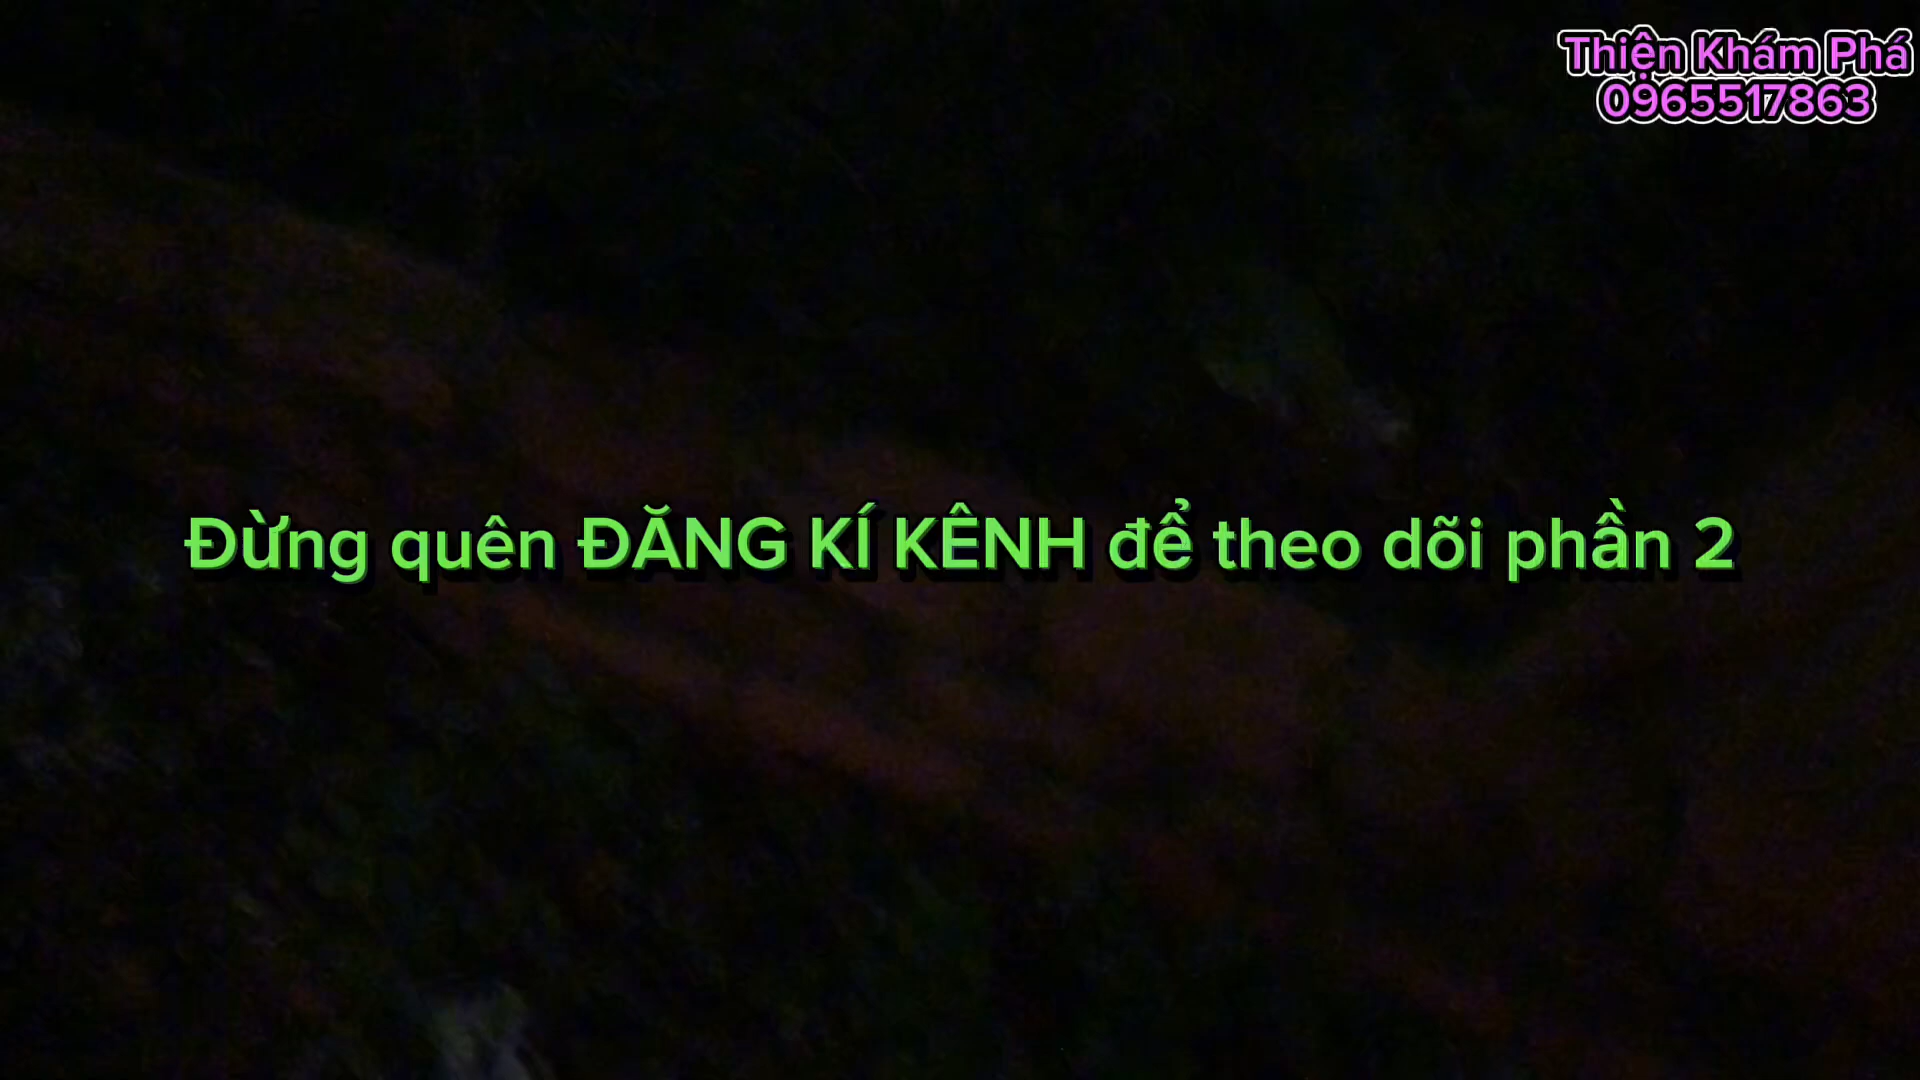 Thiện Khám Phá
0965517863
Đừng quên ĐĂNG KÍ KÊNH để theo dõi phần 2